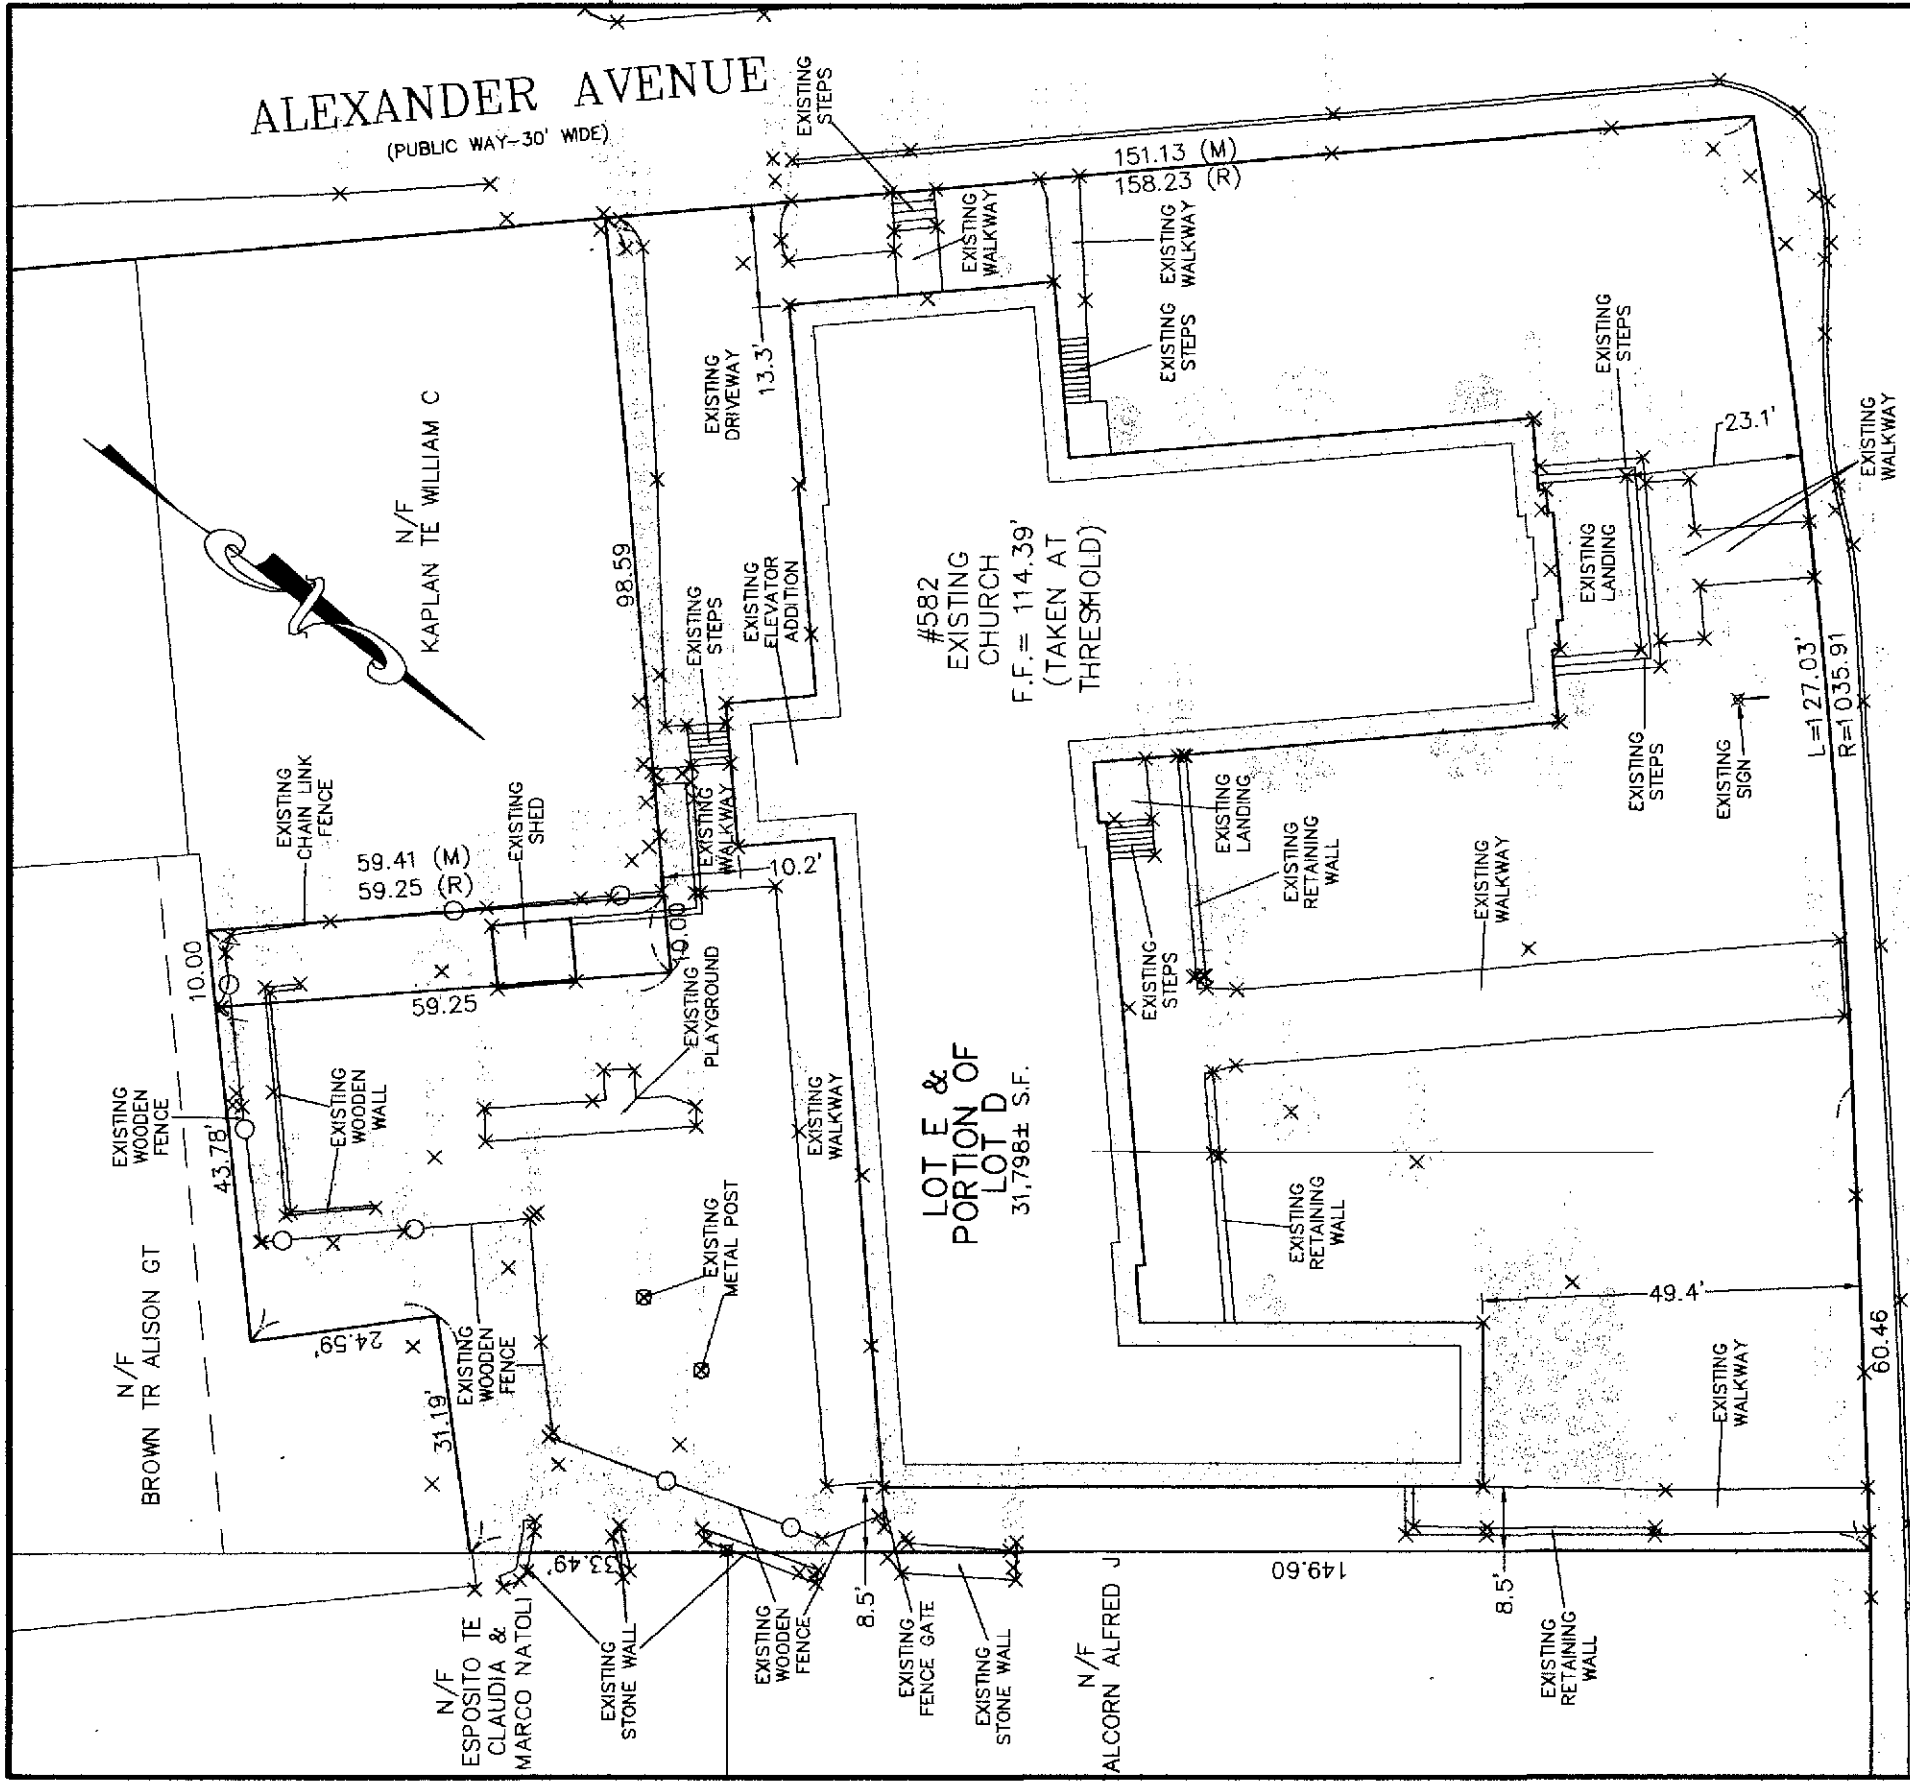 ALEXANDER AVENUE
(PUBLIC WAY-30' WIDE)
EXISTING
STEPS
151.13 (M)
158.23 (R)
EXISTING
WALKWAY
EXISTING
WALKWAY
EXISTING
STEPS
13.3'
EXISTING
DRIVEWAY
N/F
KAPLAN TE WILLIAM C
98.59
EXISTING
STEPS
EXISTING
ELEVATOR
ADDITION
EXISTING
WALKWAY
10.2'
#582
EXISTING
CHURCH
F.F.= 114.39'
(TAKEN AT
THRESHOLD)
EXISTING
STEPS
23.1'
EXISTING
WALKWAY
EXISTING
LANDING
L=127.03'
R=1035.91
EXISTING
STEPS
EXISTING
SIGN
EXISTING
CHAIN LINK
FENCE
59.41 (M)
59.25 (R)
EXISTING
SHED
10.00
10.00
59.25
EXISTING
PLAYGROUND
EXISTING
WOODEN
FENCE
43.78'
EXISTING
WOODEN
WALL
EXISTING
WALKWAY
EXISTING
LANDING
EXISTING
RETAINING
WALL
EXISTING
STEPS
EXISTING
WALKWAY
LOT E &
PORTION OF
LOT D
31,798± S.F.
EXISTING
RETAINING
WALL
N/F
BROWN TR ALISON GT
24.59'
31.19'
EXISTING
WOODEN
FENCE
EXISTING
METAL POST
49.4'
60.46
EXISTING
WALKWAY
33.49'
149.60
8.5'
8.5'
N/F
ESPOSITO TE
CLAUDIA &
MARCO NATOLI
EXISTING
STONE WALL
EXISTING
WOODEN
FENCE
EXISTING
FENCE GATE
EXISTING
STONE WALL
N/F
ALCORN ALFRED J
EXISTING
RETAINING
WALL